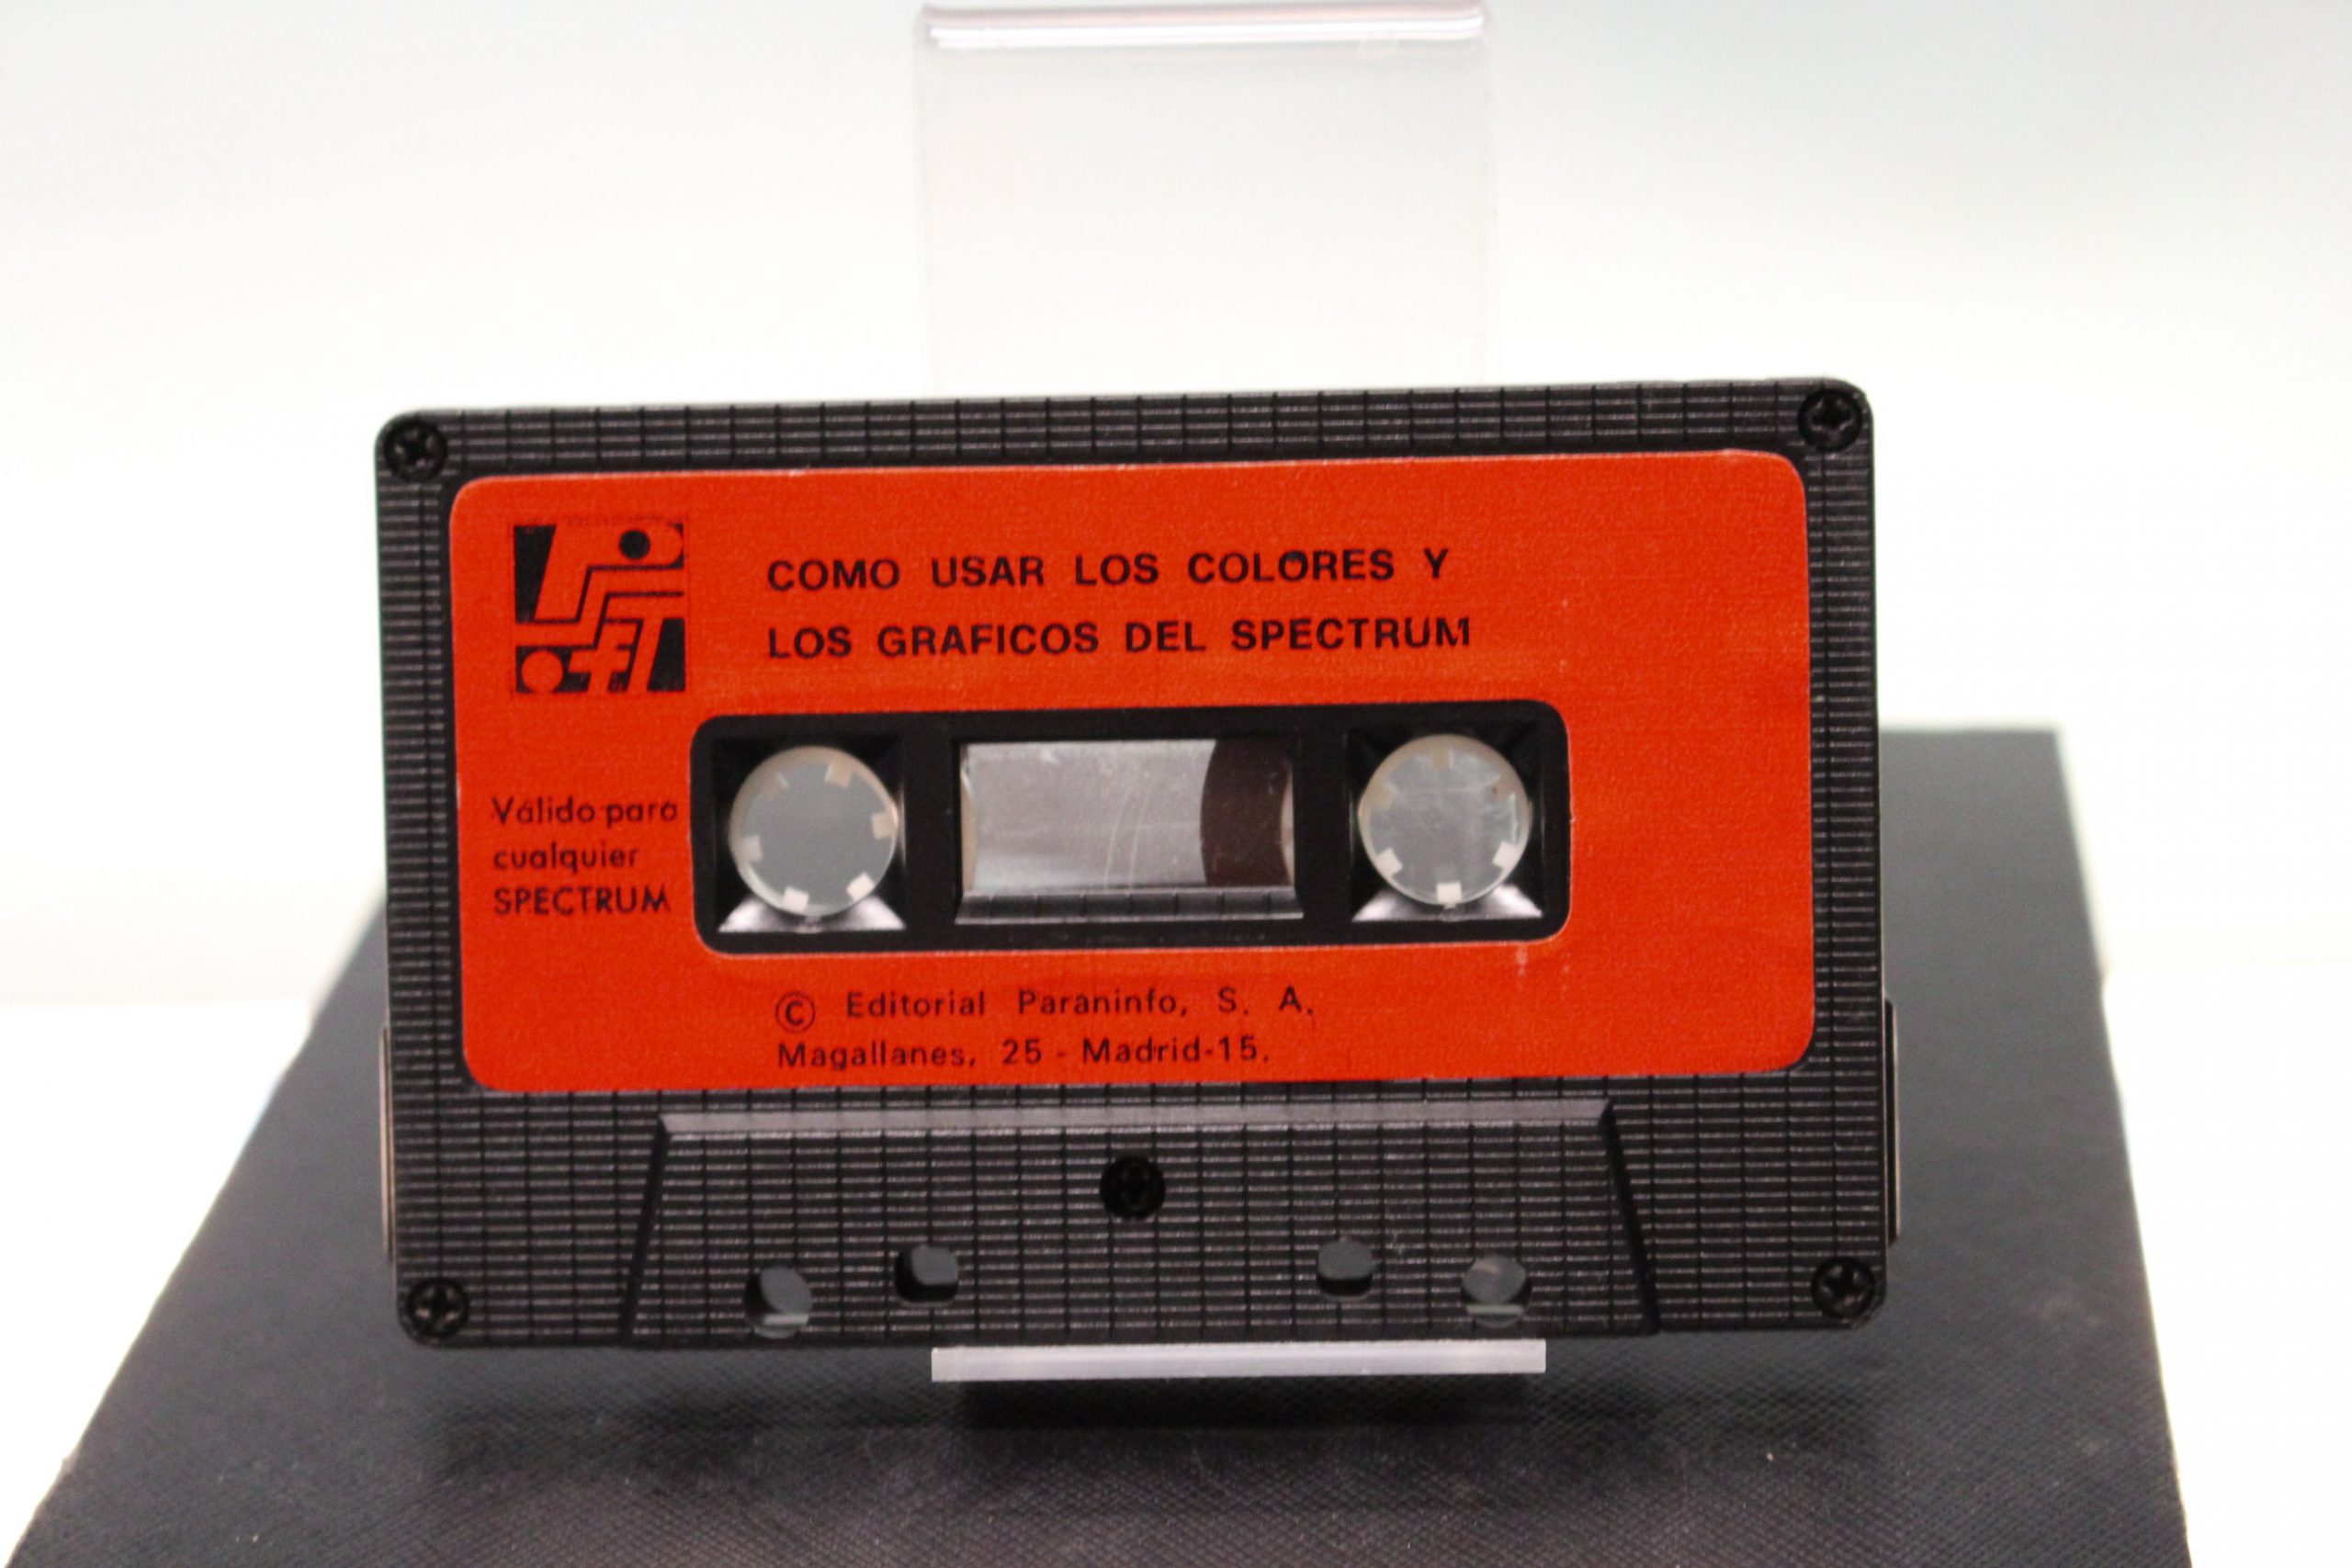 COMO USAR LOS COLORES Y
LOS GRAFICOS DEL SPECTRUM
Válido para
cualquier
SPECTRUM
© Editorial Paraninfo, S. A.
Magallanes, 25 - Madrid-15.